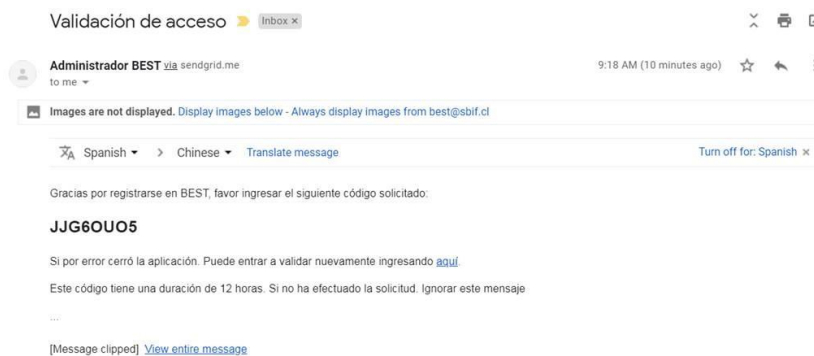 Validación de acceso Inbox ×
Administrador BEST via sendgrid.me 9:18 AM (10 minutes ago)
to me
Images are not displayed. Display images below - Always display images from best@sbif.cl
Spanish > Chinese Translate message Turn off for: Spanish ×
Gracias por registrarse en BEST, favor ingresar el siguiente código solicitado:
JJG6OUO5
Si por error cerró la aplicación. Puede entrar a validar nuevamente ingresando aquí.
Este código tiene una duración de 12 horas. Si no ha efectuado la solicitud. Ignorar este mensaje
...
[Message clipped] View entire message